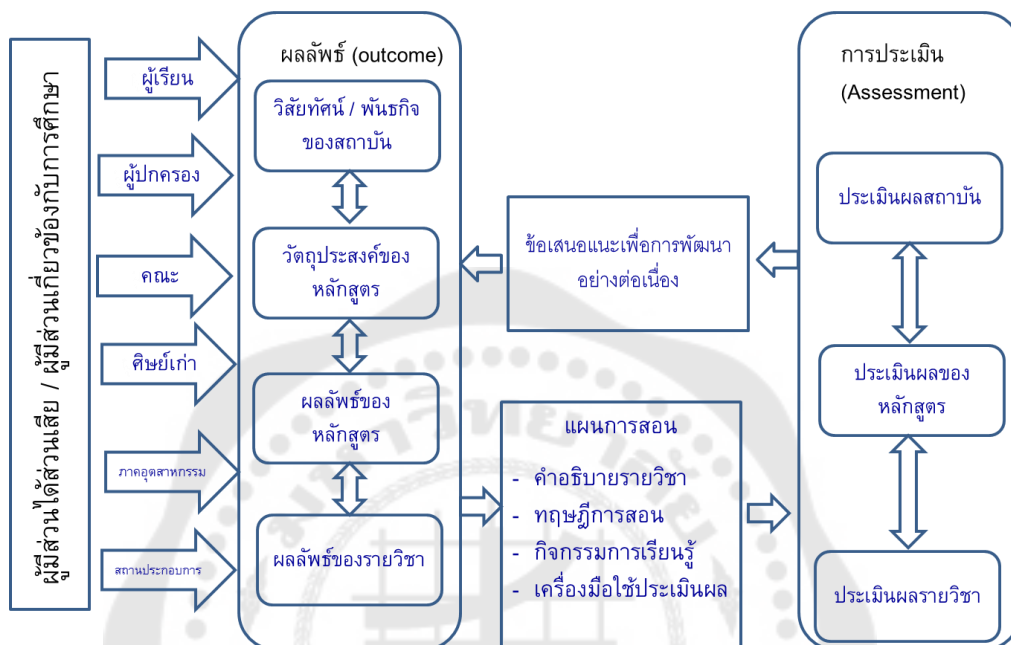 ผู้มีส่วนได้ส่วนเสีย / ผู้มีส่วนเกี่ยวข้องกับการศึกษา
ผู้เรียน
ผู้ปกครอง
คณะ
ศิษย์เก่า
ภาคอุตสาหกรรม
สถานประกอบการ
ผลลัพธ์ (outcome)
วิสัยทัศน์ / พันธกิจ
ของสถาบัน
วัตถุประสงค์ของ
หลักสูตร
ผลลัพธ์ของ
หลักสูตร
ผลลัพธ์ของรายวิชา
ข้อเสนอแนะเพื่อการพัฒนา
อย่างต่อเนื่อง
แผนการสอน
- คำอธิบายรายวิชา
- ทฤษฎีการสอน
- กิจกรรมการเรียนรู้
- เครื่องมือใช้ประเมินผล
การประเมิน
(Assessment)
ประเมินผลสถาบัน
ประเมินผลของ
หลักสูตร
ประเมินผลรายวิชา
มหาวิทยาลัย